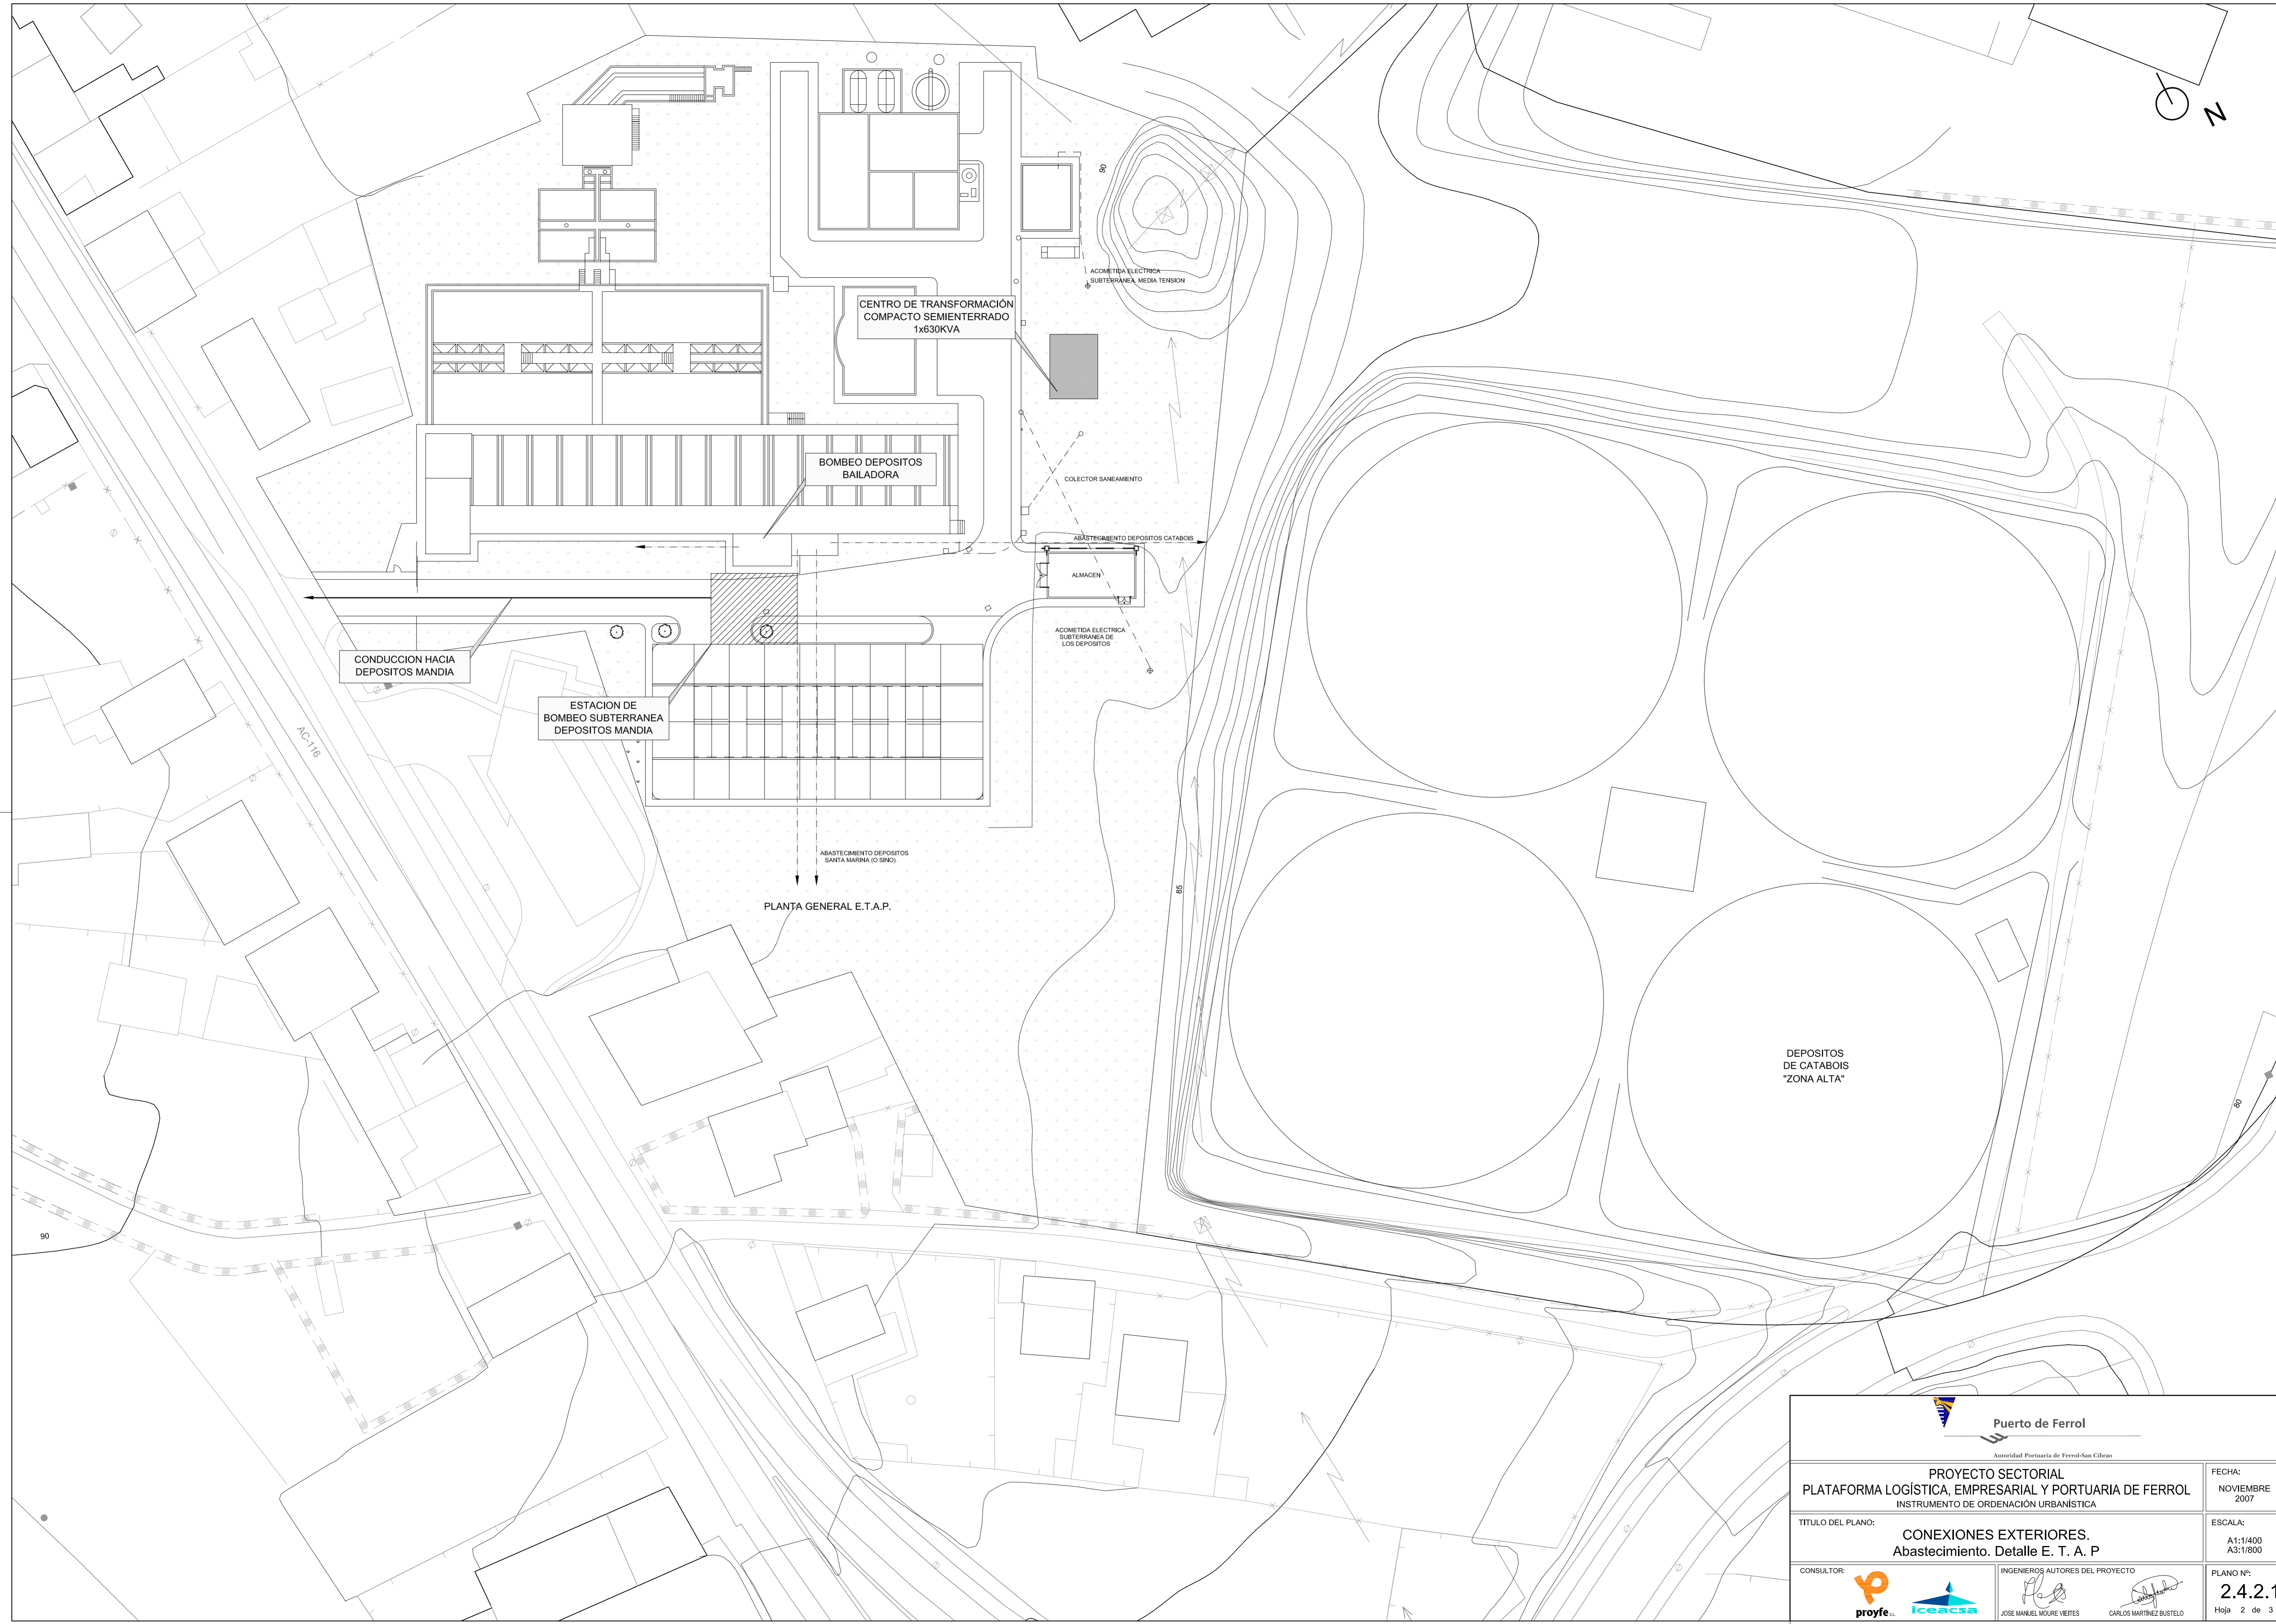 N
90
ACOMETIDA ELECTRICA
SUBTERRANEA, MEDIA TENSION
CENTRO DE TRANSFORMACIÓN
COMPACTO SEMIENTERRADO
1x630KVA
BOMBEO DEPOSITOS
BAILADORA
COLECTOR SANEAMIENTO
ABASTECIMIENTO DEPOSITOS CATABOIS
ALMACEN
ACOMETIDA ELECTRICA
SUBTERRANEA DE
LOS DEPOSITOS
CONDUCCION HACIA
DEPOSITOS MANDIA
ESTACION DE
BOMBEO SUBTERRANEA
DEPOSITOS MANDIA
AC-116
ABASTECIMIENTO DEPOSITOS
SANTA MARINA (O SINO)
85
PLANTA GENERAL E.T.A.P.
DEPOSITOS
DE CATABOIS
"ZONA ALTA"
80
90
Puerto de Ferrol
Autoridad Portuaria de Ferrol-San Cibrao
PROYECTO SECTORIAL
PLATAFORMA LOGÍSTICA, EMPRESARIAL Y PORTUARIA DE FERROL
INSTRUMENTO DE ORDENACIÓN URBANÍSTICA
FECHA:
NOVIEMBRE
2007
TITULO DEL PLANO:
CONEXIONES EXTERIORES.
Abastecimiento. Detalle E. T. A. P
ESCALA:
A1:1/400
A3:1/800
CONSULTOR:
proyfe S.L.
iceacsa
INGENIEROS AUTORES DEL PROYECTO
JOSE MANUEL MOURE VIEITES
CARLOS MARTÍNEZ BUSTELO
PLANO Nº:
2.4.2.1
Hoja 2 de 3